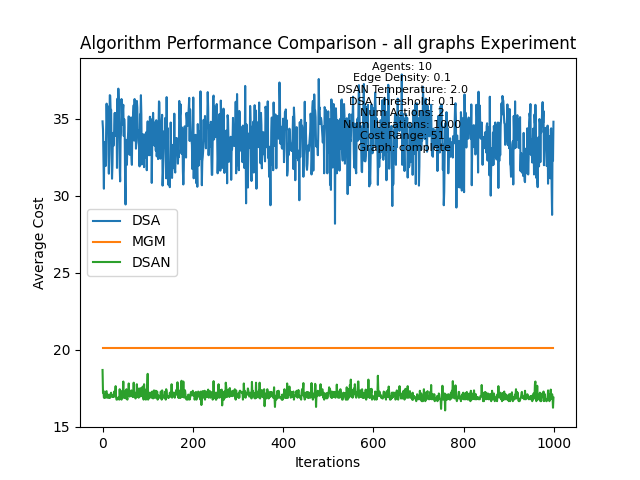 Algorithm Performance Comparison - all graphs Experiment
Agents: 10
Edge Density: 0.1
DSAN Temperature: 2.0
DSA Threshold: 0.1
Num Actions:
Num Iterations: 1000
Cost Range: 51
Graph: complete
Average Cost
35
30
25
20
15
DSA
MGM
DSAN
0
200
400
600
800
1000
Iterations